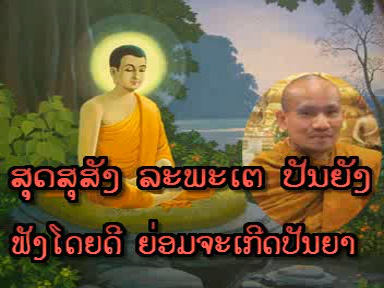 ສຸດສຸສັງ ລະພະເຕ ປັນຍັງ
ຟັງໂດຍດີ ຍ່ອມຈະເກີດປັນຍາ